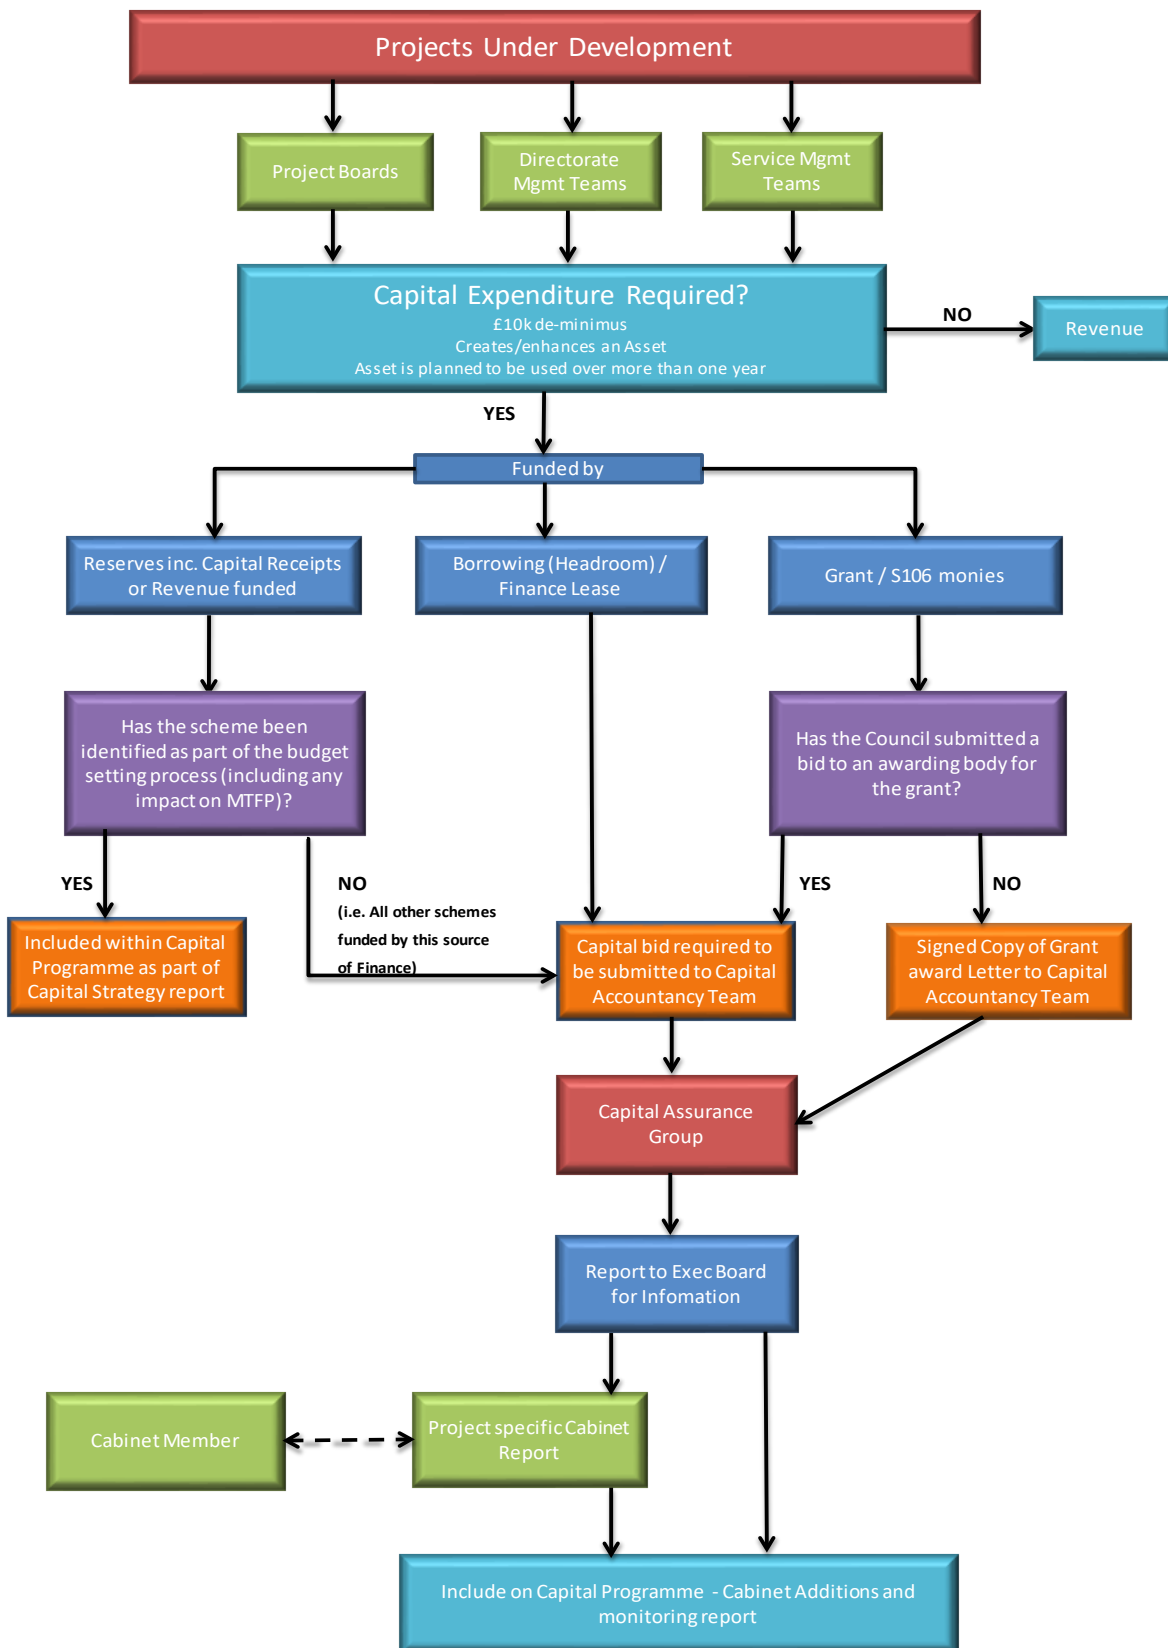 Projects Under Development
Project Boards
Directorate
Mgmt Teams
Service Mgmt
Teams
Capital Expenditure Required?
£10k de-minimus
Creates/enhances an Asset
Asset is planned to be used over more than one year
NO
Revenue
YES
Funded by
Reserves inc. Capital Receipts
or Revenue funded
Borrowing (Headroom) /
Finance Lease
Grant / S106 monies
Has the scheme been
identified as part of the budget
setting process (including any
impact on MTFP)?
Has the Council submitted a
bid to an awarding body for
the grant?
YES
NO
(i.e. All other schemes
funded by this source
of Finance)
YES
NO
Included within Capital
Programme as part of
Capital Strategy report
Capital bid required to
be submitted to Capital
Accountancy Team
Signed Copy of Grant
award Letter to Capital
Accountancy Team
Capital Assurance
Group
Report to Exec Board
for Infomation
Cabinet Member
Project specific Cabinet
Report
Include on Capital Programme - Cabinet Additions and
monitoring report